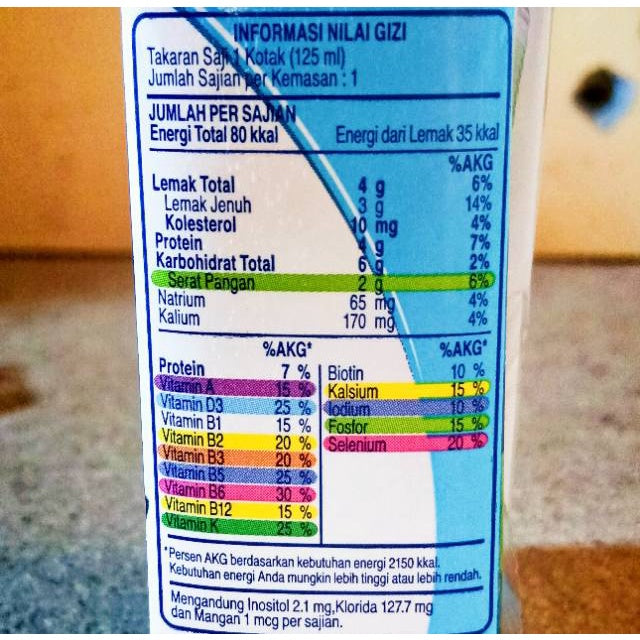 INFORMASI NILAI GIZI
Takaran Saji 1 Kotak (125 ml)
Jumlah Sajian per Kemasan : 1
JUMLAH PER SAJIAN
Energi Total 80 kkal Energi dari Lemak 35 kkal
%AKG
Lemak Total 4 g 6%
Lemak Jenuh 3 g 14%
Kolesterol 10 mg 4%
Protein 4 g 7%
Karbohidrat Total 6 g 2%
Serat Pangan 2 g 6%
Natrium 65 mg 4%
Kalium 170 mg 4%
%AKG* %AKG*
Protein 7 % Biotin 10 %
Vitamin A 15 % Kalsium 15 %
Vitamin D3 25 % Iodium 10 %
Vitamin B1 15 % Fosfor 15 %
Vitamin B2 20 % Selenium 20 %
Vitamin B3 20 %
Vitamin B5 25 %
Vitamin B6 30 %
Vitamin B12 15 %
Vitamin K 25 %
*Persen AKG berdasarkan kebutuhan energi 2150 kkal.
Kebutuhan energi Anda mungkin lebih tinggi atau lebih rendah.
Mengandung Inositol 2.1 mg,Klorida 127.7 mg
dan Mangan 1 mcg per sajian.